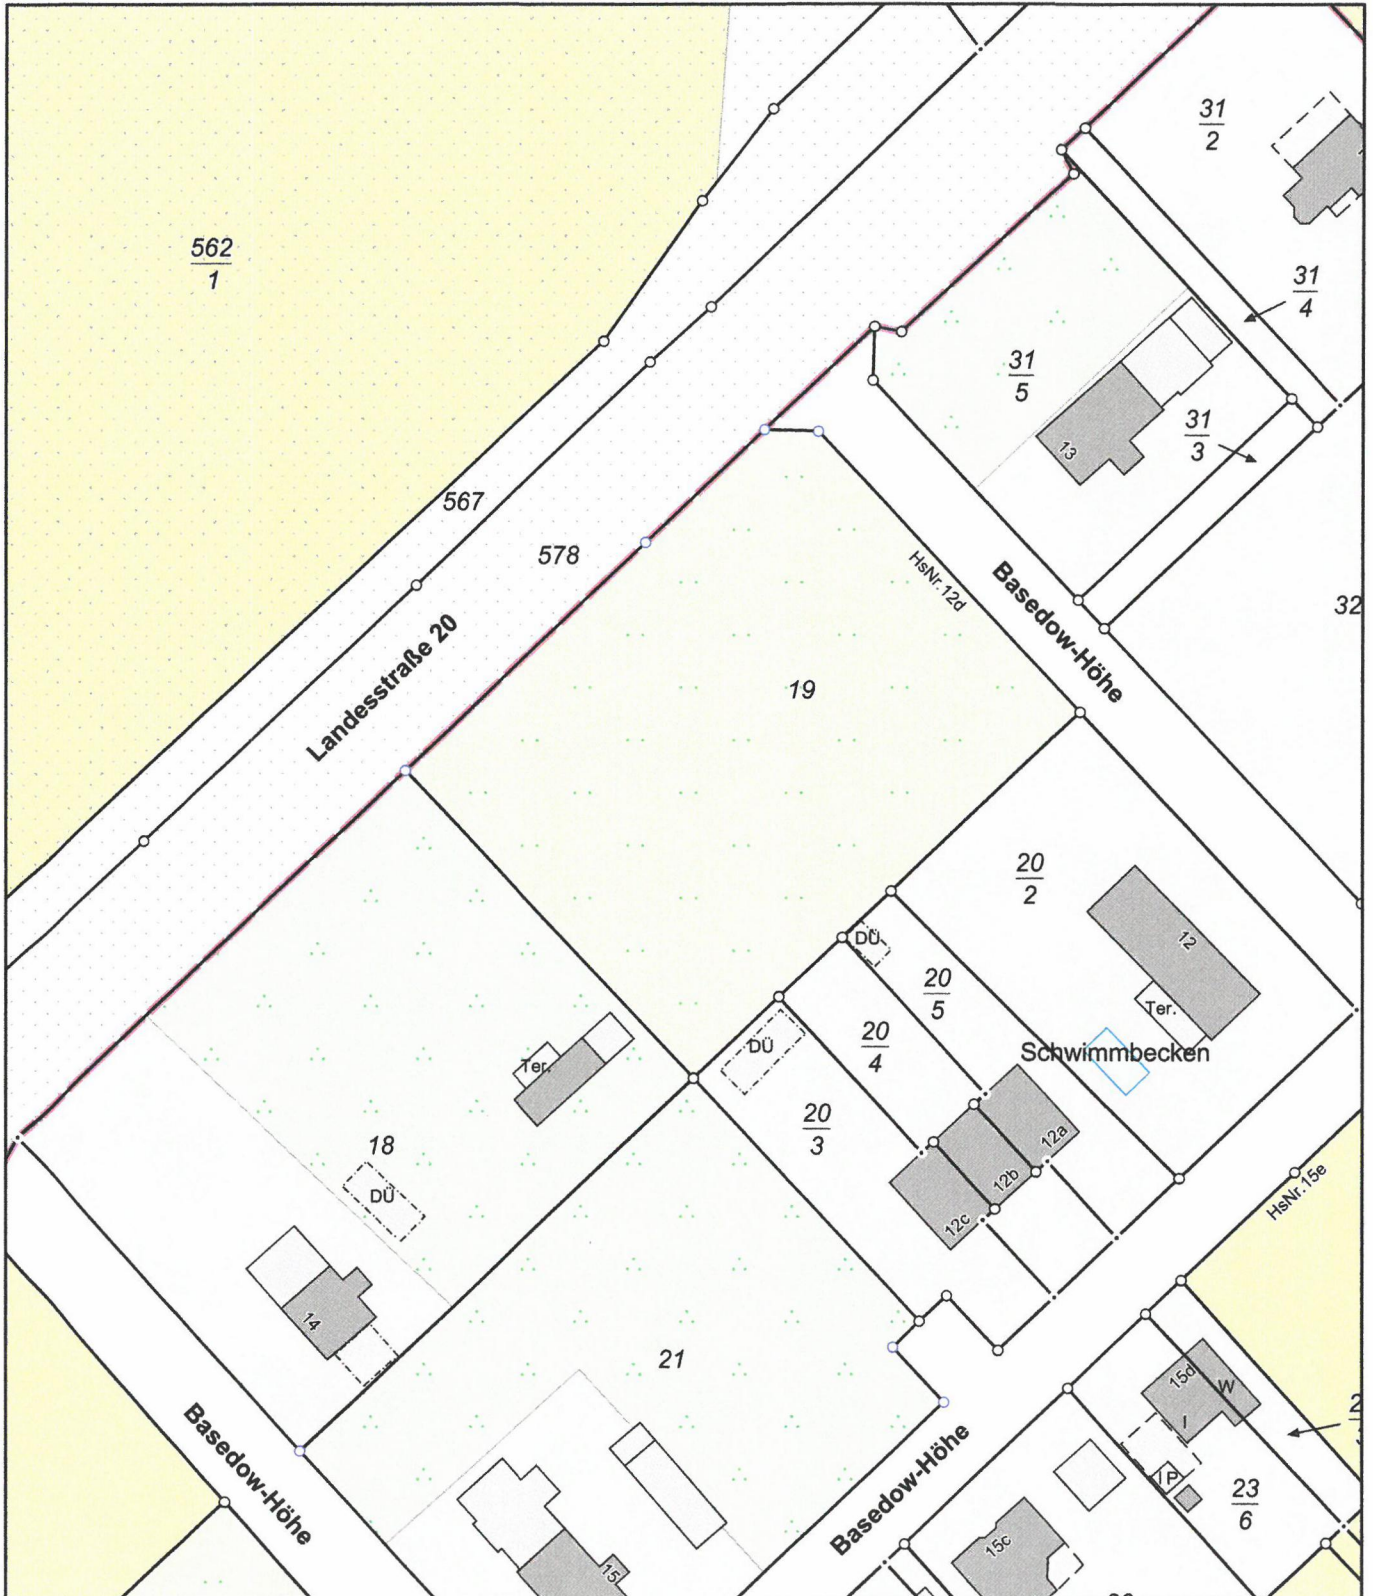 31
2
562
1
31
4
31
5
31
3
13
567
578
HsNr.12d
Basedow-Höhe
32
Landesstraße 20
19
20
2
12
DÜ
20
5
Ter.
DÜ
20
4
Schwimmbecken
Ter.
20
3
18
12a
DÜ
12b
HsNr.15e
12c
14
21
15d
W
I
Basedow-Höhe
Basedow-Höhe
I P
23
6
15c
15